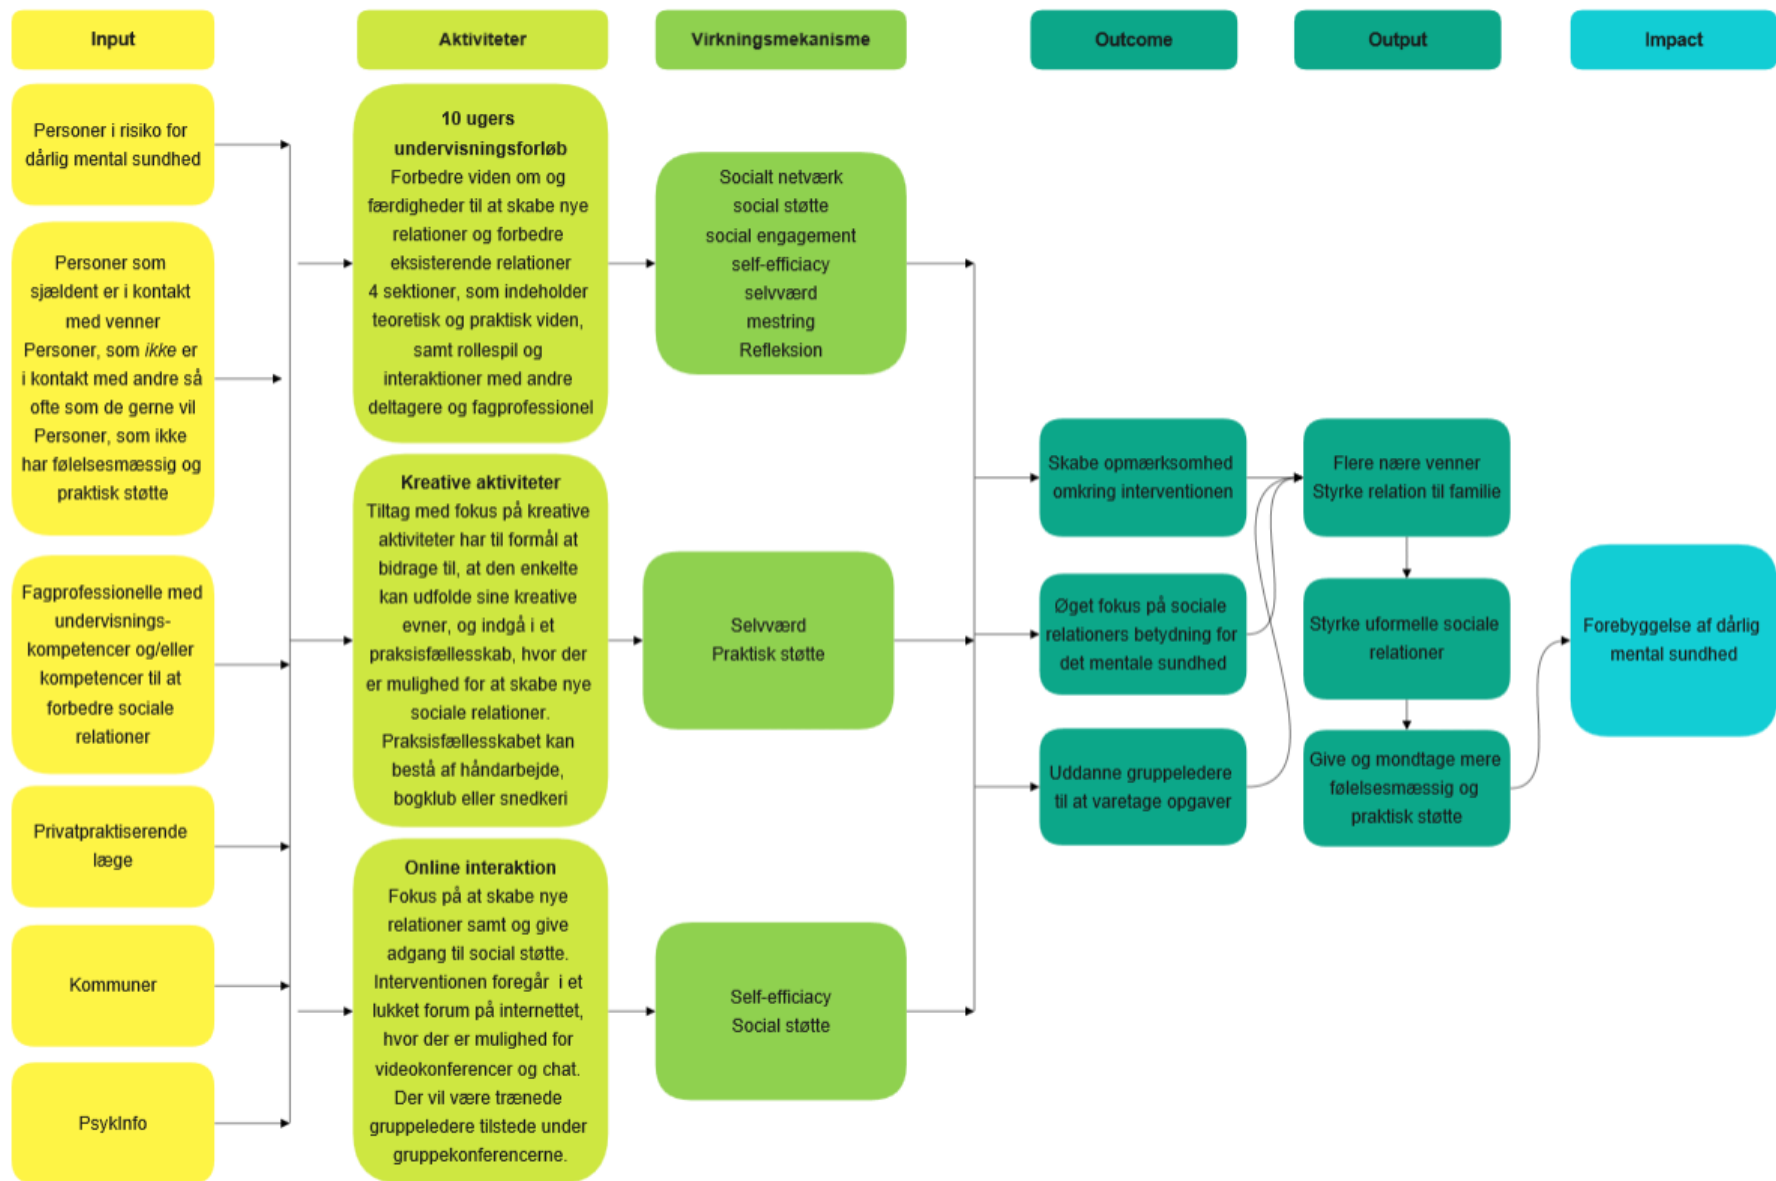 Input
Aktiviteter
Virkningsmekanisme
Outcome
Output
Impact
Personer i risiko for
dårlig mental sundhed
Personer som
sjældent er i kontakt
med venner
Personer, som ikke er
i kontakt med andre så
ofte som de gerne vil
Personer, som ikke
har følelsesmæssig og
praktisk støtte
Fagprofessionelle med
undervisnings-
kompetencer og/eller
kompetencer til at
forbedre sociale
relationer
Privatpraktiserende
læge
Kommuner
PsykInfo
10 ugers
undervisningsforløb
Forbedre viden om og
færdigheder til at skabe nye
relationer og forbedre
eksisterende relationer
4 sektioner, som indeholder
teoretisk og praktisk viden,
samt rollespil og
interaktioner med andre
deltagere og fagprofessionel
Kreative aktiviteter
Tiltag med fokus på kreative
aktiviteter har til formål at
bidrage til, at den enkelte
kan udfolde sine kreative
evner, og indgå i et
praksisfællesskab, hvor der
er mulighed for at skabe nye
sociale relationer.
Praksisfællesskabet kan
bestå af håndarbejde,
bogklub eller snedkeri
Online interaktion
Fokus på at skabe nye
relationer samt og give
adgang til social støtte.
Interventionen foregår i et
lukket forum på internettet,
hvor der er mulighed for
videokonferencer og chat.
Der vil være trænede
gruppeledere tilstede under
gruppekonferencerne.
Socialt netværk
social støtte
social engagement
self-efficiacy
selvværd
mestring
Refleksion
Selvværd
Praktisk støtte
Self-efficiacy
Social støtte
Skabe opmærksomhed
omkring interventionen
Øget fokus på sociale
relationers betydning for
det mentale sundhed
Uddanne gruppeledere
til at varetage opgaver
Flere nære venner
Styrke relation til familie
Styrke uformelle sociale
relationer
Give og mondtage mere
følelsesmæssig og
praktisk støtte
Forebyggelse af dårlig
mental sundhed